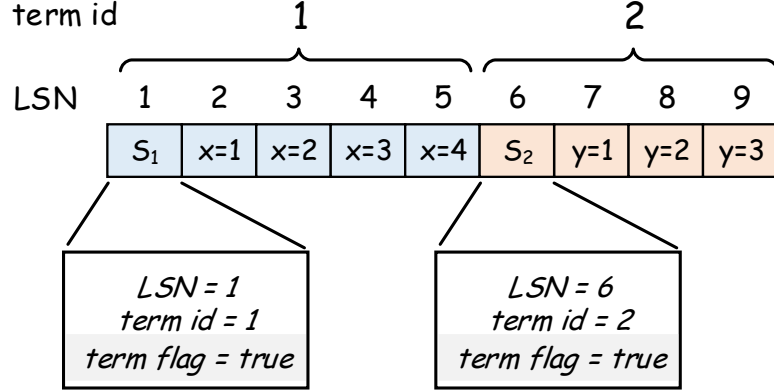 term id 1 2
LSN 1 2 3 4 5 6 7 8 9
S₁ x=1 x=2 x=3 x=4 S₂ y=1 y=2 y=3
LSN = 1
term id = 1
term flag = true
LSN = 6
term id = 2
term flag = true